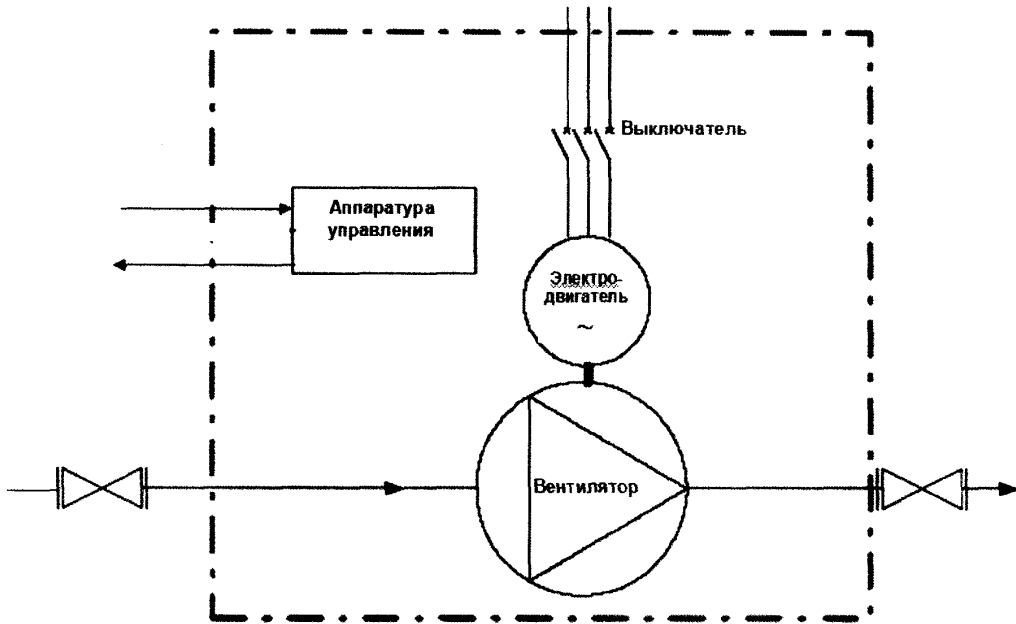 Выключатель
Аппаратура
управления
Электро-
двигатель
~
Вентилятор